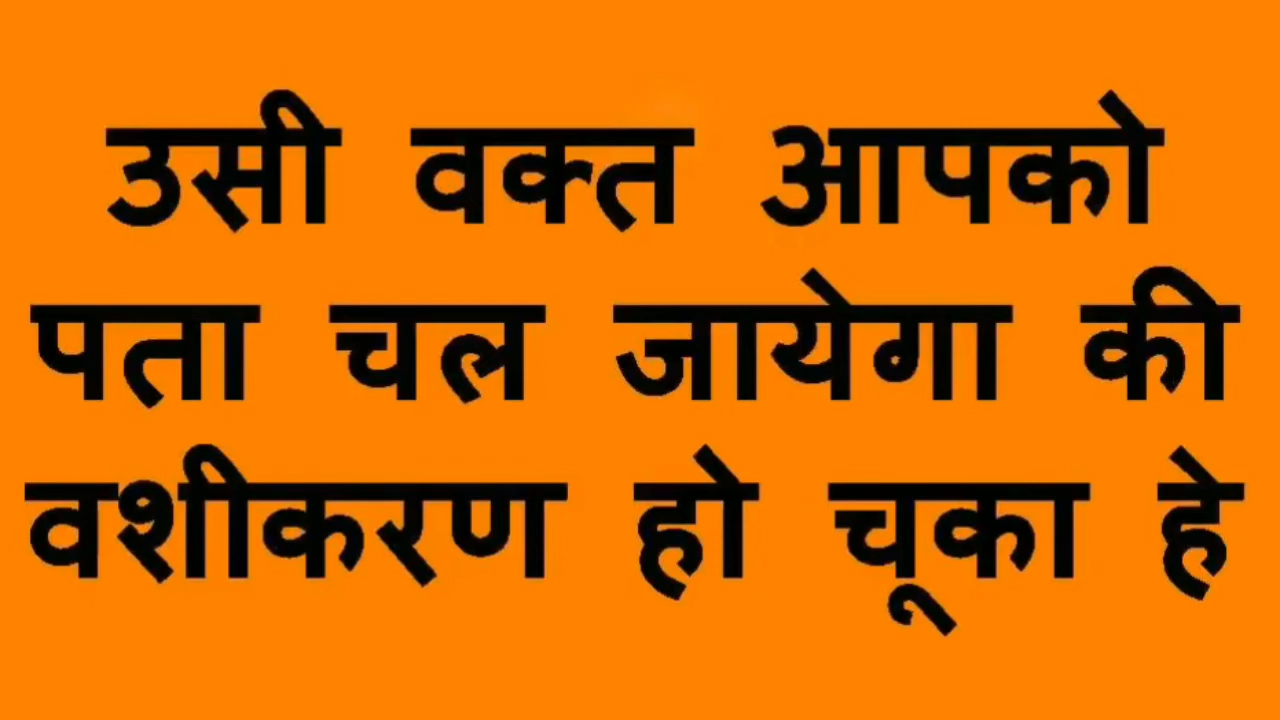 उसी वक्त आपको
पता चल जायेगा की
वशीकरण हो चूका हे